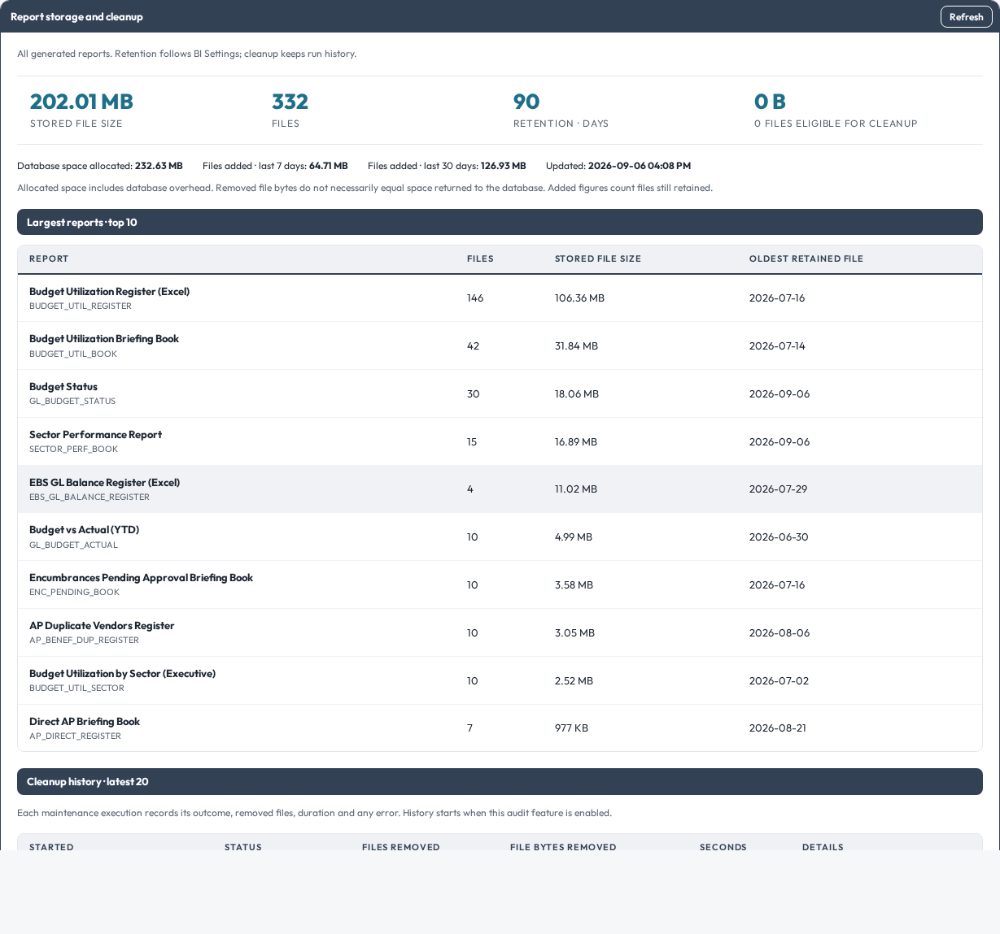 Report storage and cleanup
Refresh
All generated reports. Retention follows BI Settings; cleanup keeps run history.
202.01 MB 332 90 0 B
STORED FILE SIZE FILES RETENTION · DAYS 0 FILES ELIGIBLE FOR CLEANUP
Database space allocated: 232.63 MB Files added · last 7 days: 64.71 MB Files added · last 30 days: 126.93 MB Updated: 2026-09-06 04:08 PM
Allocated space includes database overhead. Removed file bytes do not necessarily equal space returned to the database. Added figures count files still retained.
Largest reports · top 10
REPORT FILES STORED FILE SIZE OLDEST RETAINED FILE
Budget Utilization Register (Excel)
BUDGET_UTIL_REGISTER
146 106.36 MB 2026-07-16
Budget Utilization Briefing Book
BUDGET_UTIL_BOOK
42 31.84 MB 2026-07-14
Budget Status
GL_BUDGET_STATUS
30 18.06 MB 2026-09-06
Sector Performance Report
SECTOR_PERF_BOOK
15 16.89 MB 2026-09-06
EBS GL Balance Register (Excel)
EBS_GL_BALANCE_REGISTER
4 11.02 MB 2026-07-29
Budget vs Actual (YTD)
GL_BUDGET_ACTUAL
10 4.99 MB 2026-06-30
Encumbrances Pending Approval Briefing Book
ENC_PENDING_BOOK
10 3.58 MB 2026-07-16
AP Duplicate Vendors Register
AP_BENEF_DUP_REGISTER
10 3.05 MB 2026-08-06
Budget Utilization by Sector (Executive)
BUDGET_UTIL_SECTOR
10 2.52 MB 2026-07-02
Direct AP Briefing Book
AP_DIRECT_REGISTER
7 977 KB 2026-08-21
Cleanup history · latest 20
Each maintenance execution records its outcome, removed files, duration and any error. History starts when this audit feature is enabled.
STARTED STATUS FILES REMOVED FILE BYTES REMOVED SECONDS DETAILS